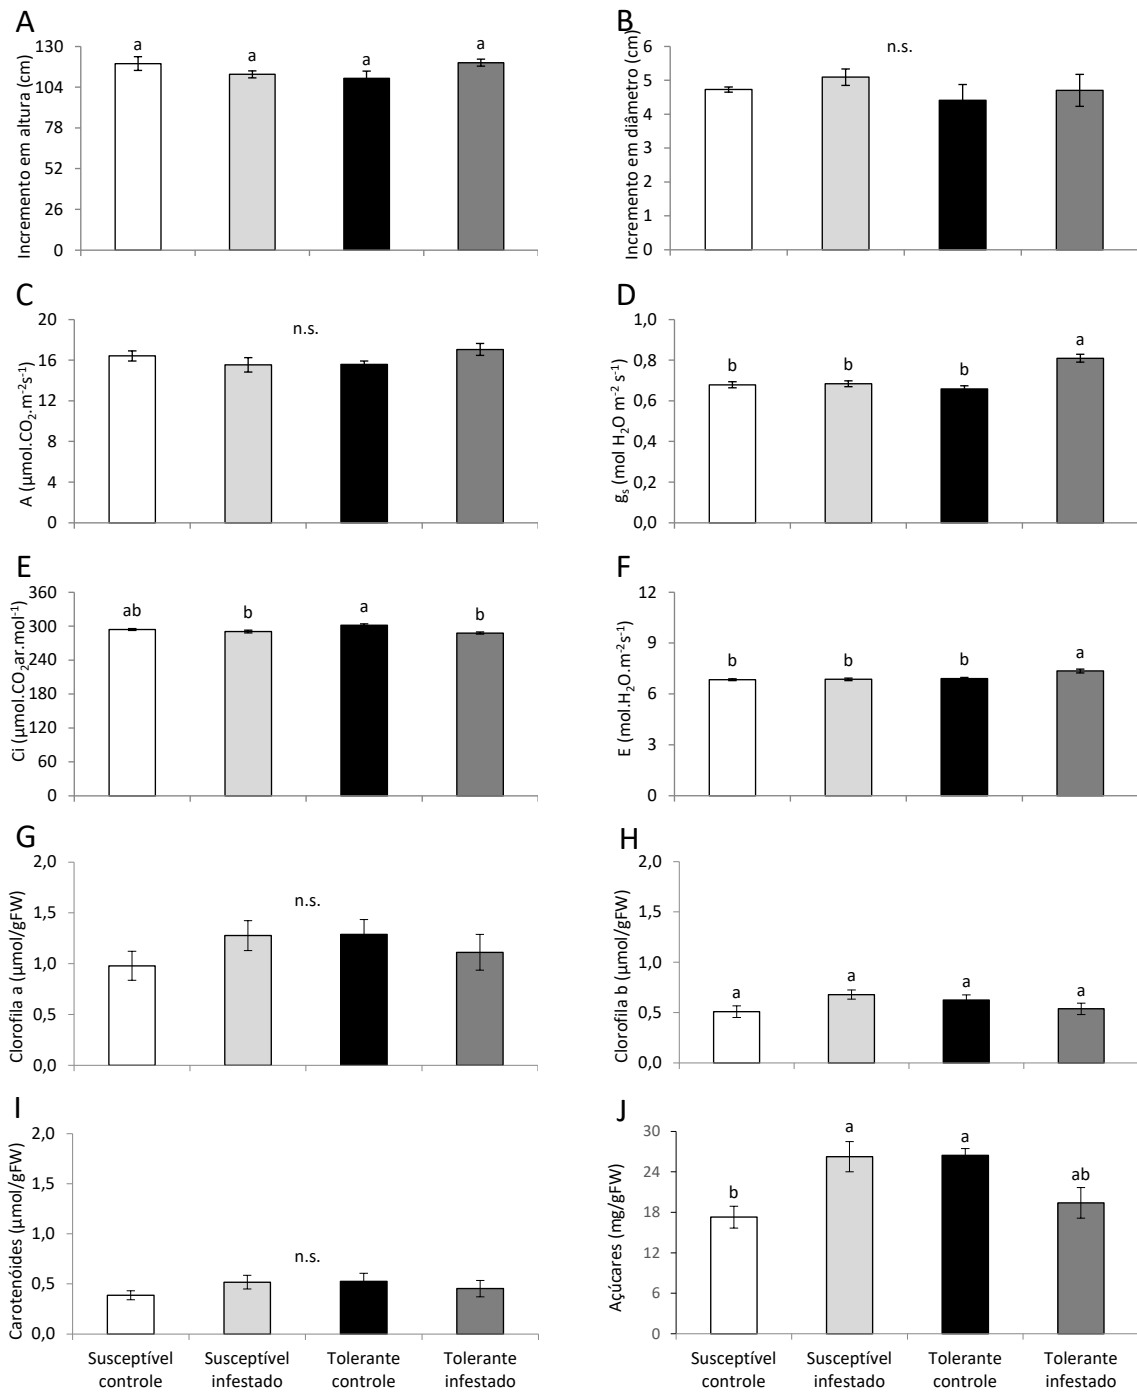 A
Incremento em altura (cm)
130
104
78
52
26
0
a
a
a
a
B
Incremento em diâmetro (cm)
6
5
4
3
2
1
0
n.s.
C
A (µmol.CO₂.m⁻²s⁻¹)
20
16
12
8
4
0
n.s.
D
gₛ (mol H₂O m⁻² s⁻¹)
1,0
0,8
0,6
0,4
0,2
0,0
b
b
b
a
E
Ci (µmol.CO₂ar.mol⁻¹)
360
300
240
180
120
60
0
ab
b
a
b
F
E (mol.H₂O.m⁻²s⁻¹)
12
9
6
3
0
b
b
b
a
G
Clorofila a (µmol/gFW)
2,0
1,5
1,0
0,5
0,0
n.s.
H
Clorofila b (µmol/gFW)
2,0
1,5
1,0
0,5
0,0
a
a
a
a
I
Carotenóides (µmol/gFW)
2,0
1,5
1,0
0,5
0,0
n.s.
Susceptível
controle
Susceptível
infestado
Tolerante
controle
Tolerante
infestado
J
Açúcares (mg/gFW)
30
24
18
12
6
0
b
a
a
ab
Susceptível
controle
Susceptível
infestado
Tolerante
controle
Tolerante
infestado